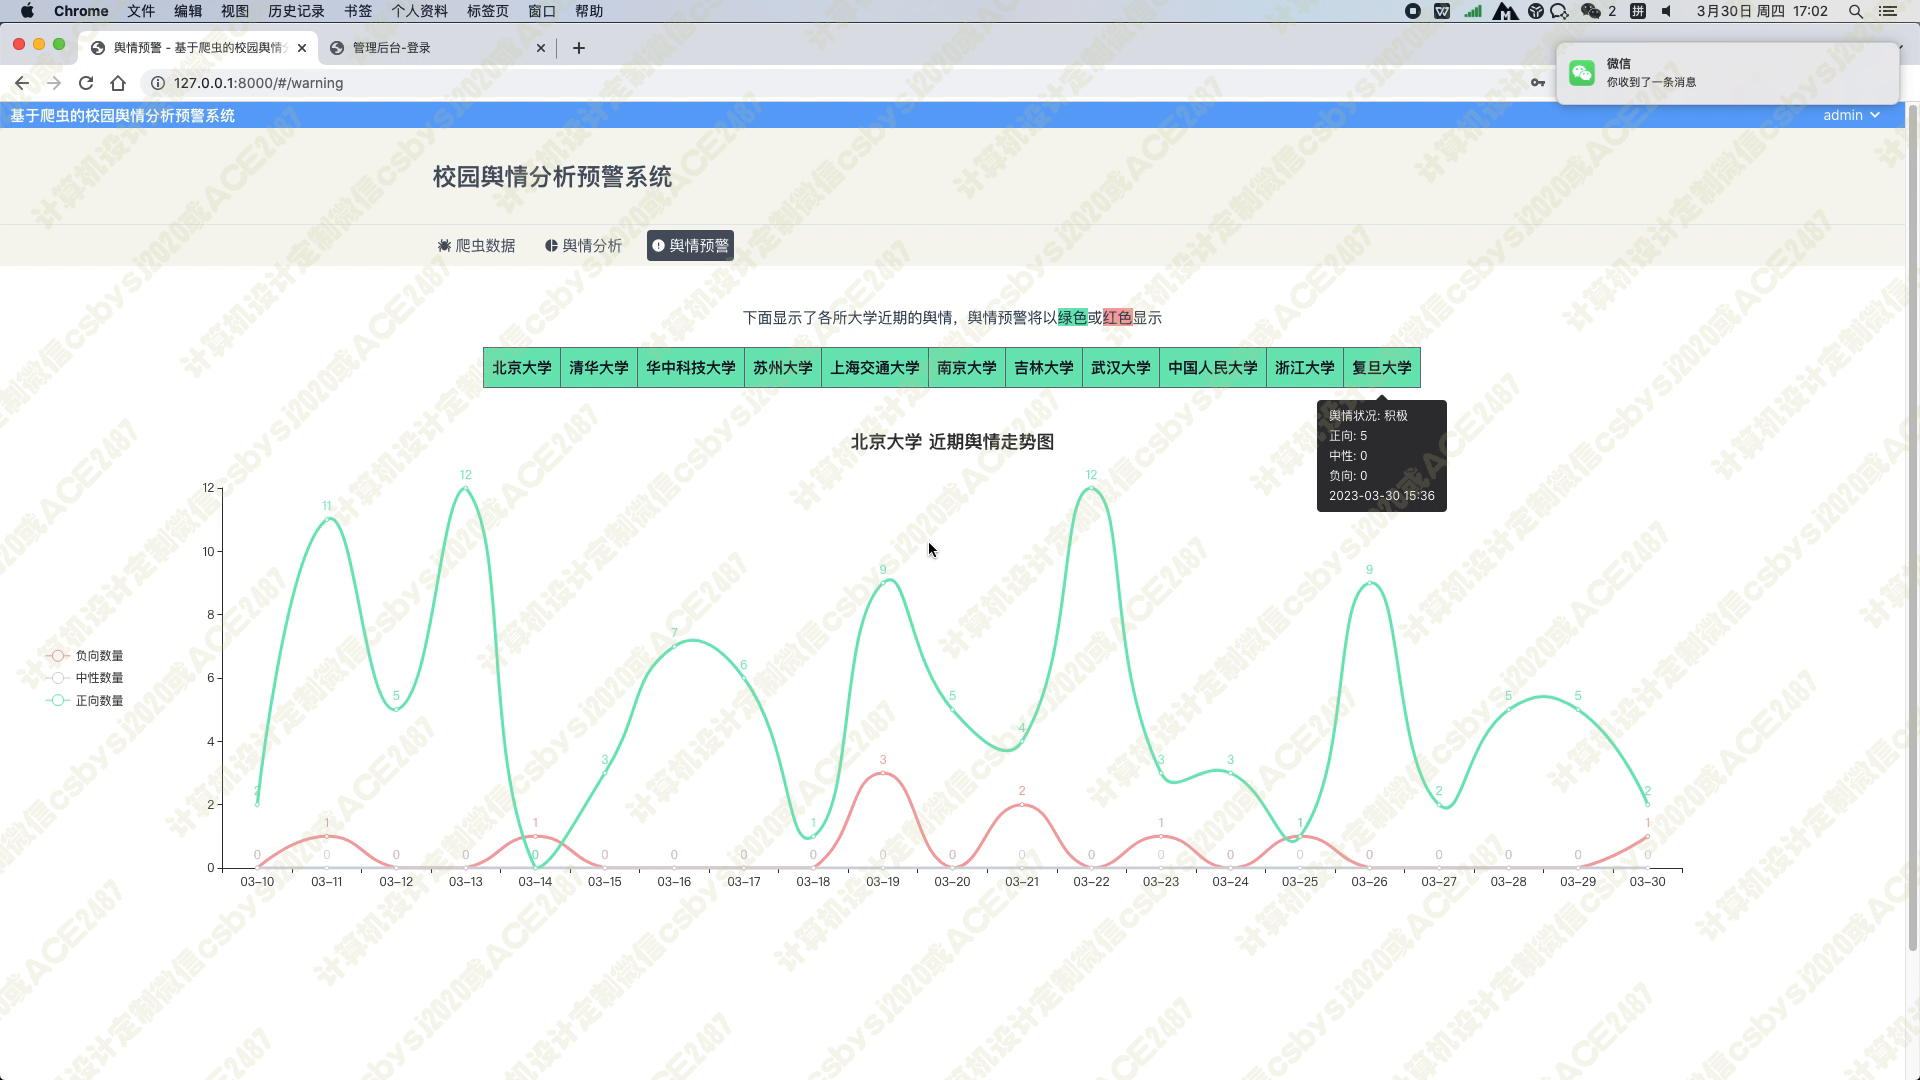 Chrome 文件 编辑 视图 历史记录 书签 个人资料 标签页 窗口 帮助 2 拼 3月30日 周四 17:02
舆情预警 - 基于爬虫的校园舆情
管理后台-登录
微信
你收到了一条消息
127.0.0.1:8000/#/warning
基于爬虫的校园舆情分析预警系统 admin
校园舆情分析预警系统
爬虫数据 舆情分析 舆情预警
下面显示了各所大学近期的舆情，舆情预警将以绿色或红色显示
北京大学 清华大学 华中科技大学 苏州大学 上海交通大学 南京大学 吉林大学 武汉大学 中国人民大学 浙江大学 复旦大学
舆情状况: 积极
正向: 5
中性: 0
负向: 0
2023-03-30 15:36
北京大学 近期舆情走势图
负向数量
中性数量
正向数量
12
10
8
6
4
2
0
2 11 5 12 0 3 7 6 1 9 5 4 12 3 3 1 9 2 5 5 2
0 1 0 0 1 0 0 0 0 3 0 2 0 1 0 1 0 0 0 0 1
0 0 0 0 0 0 0 0 0 0 0 0 0 0 0 0 0 0 0 0 0
03-10 03-11 03-12 03-13 03-14 03-15 03-16 03-17 03-18 03-19 03-20 03-21 03-22 03-23 03-24 03-25 03-26 03-27 03-28 03-29 03-30
计算机设计定制微信csbysj2020或ACE2487